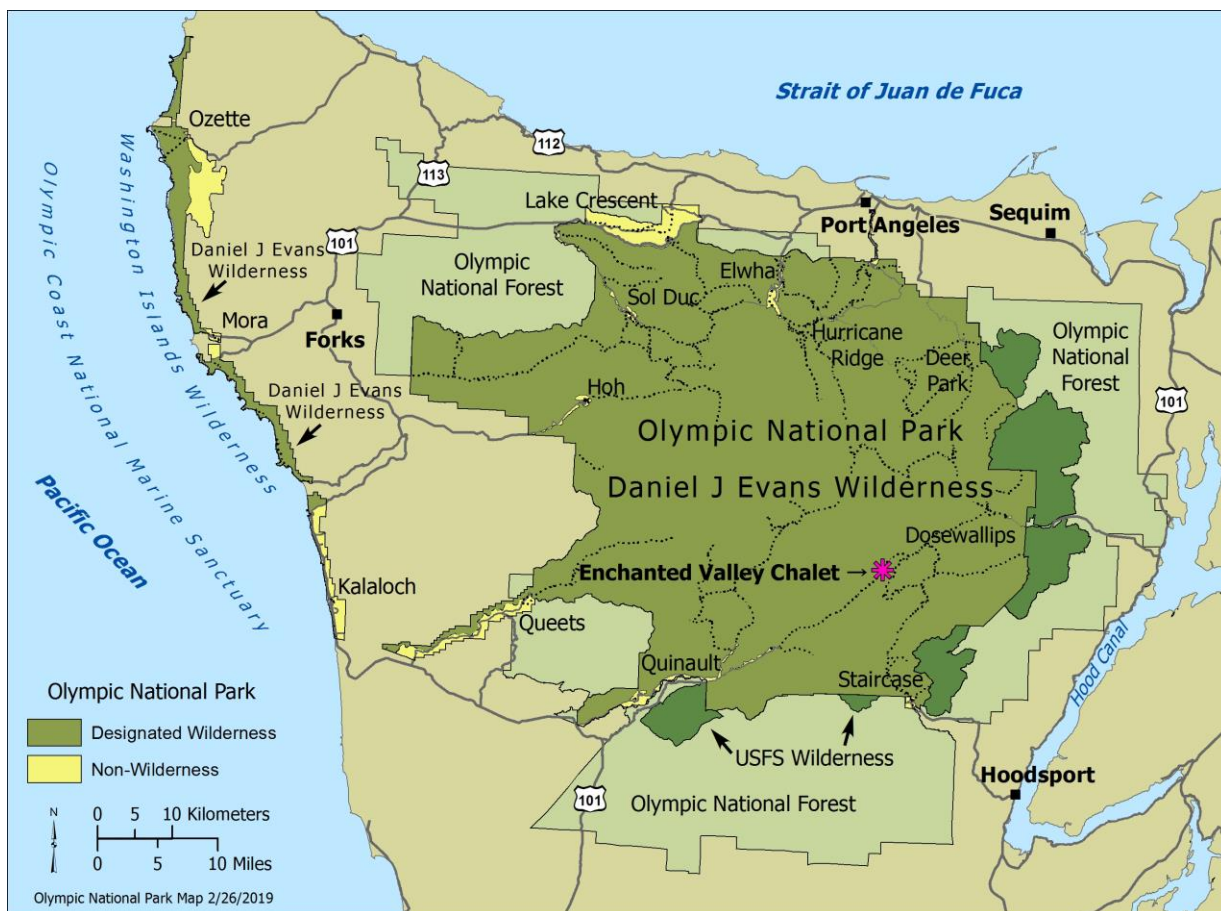 Strait of Juan de Fuca
Ozette
112
113
Lake Crescent
Port Angeles
Sequim
101
Washington Islands Wilderness
Olympic Coast National Marine Sanctuary
Pacific Ocean
Daniel J Evans
Wilderness
Olympic
National Forest
Elwha
Sol Duc
Mora
Forks
Hurricane
Ridge
Deer
Park
Olympic
National
Forest
101
Daniel J Evans
Wilderness
Hoh
Olympic National Park
Daniel J Evans Wilderness
Dosewallips
Enchanted Valley Chalet →
Kalaloch
Queets
Quinault
Staircase
Hood Canal
USFS Wilderness
Hoodsport
101
Olympic National Forest
Olympic National Park
Designated Wilderness
Non-Wilderness
N
0 5 10 Kilometers
0 5 10 Miles
Olympic National Park Map 2/26/2019